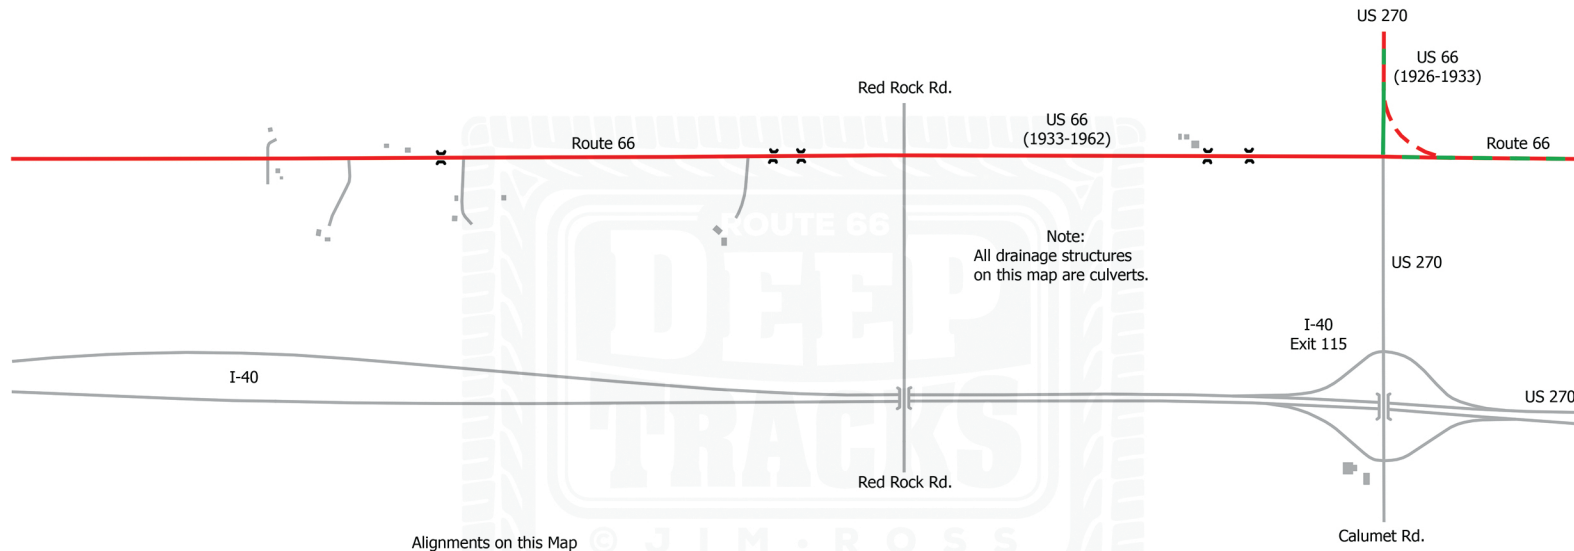 US 270
US 66
(1926-1933)
Red Rock Rd.
US 66
(1933-1962)
Route 66
Route 66
ROUTE 66
Note:
All drainage structures
on this map are culverts.
US 270
DEEP
I-40
Exit 115
I-40
US 270
TRACKS
Red Rock Rd.
Calumet Rd.
Alignments on this Map
© JIM · ROSS